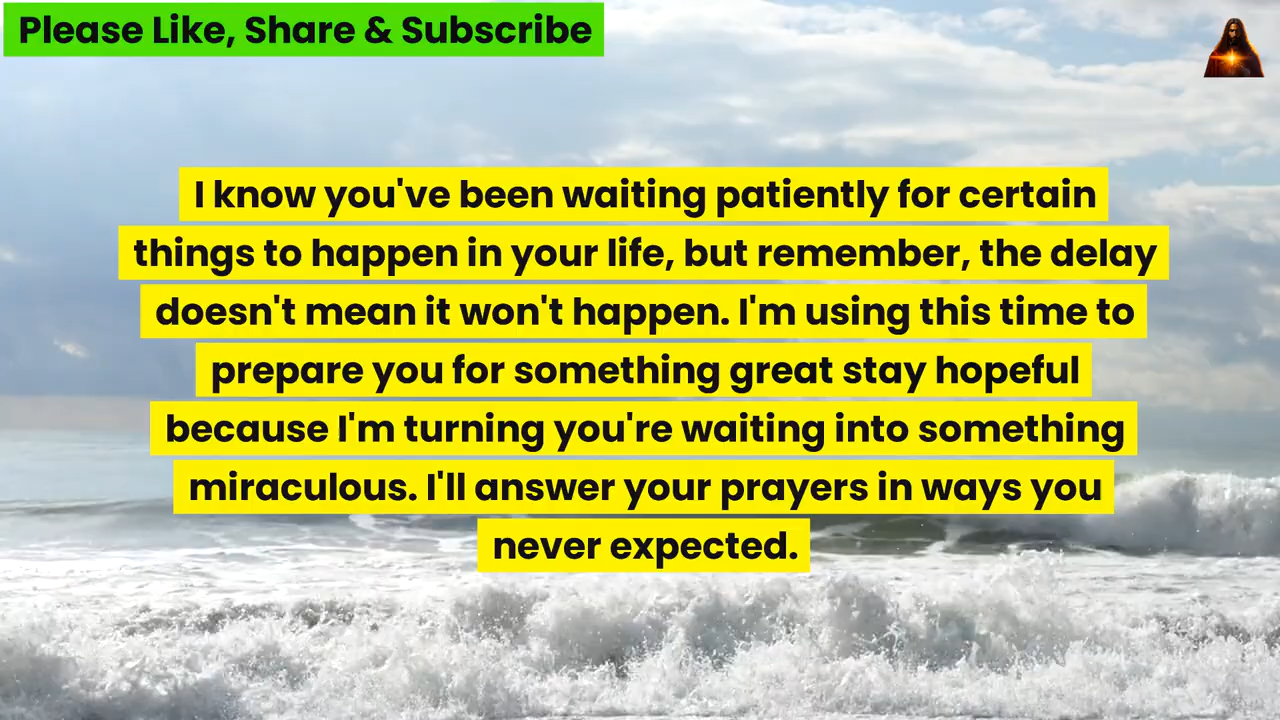 Please Like, Share & Subscribe
I know you've been waiting patiently for certain
things to happen in your life, but remember, the delay
doesn't mean it won't happen. I'm using this time to
prepare you for something great stay hopeful
because I'm turning you're waiting into something
miraculous. I'll answer your prayers in ways you
never expected.